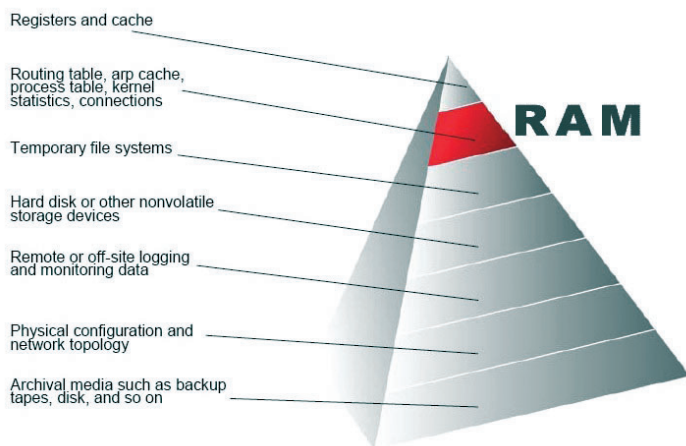 Registers and cache
Routing table, arp cache,
process table, kernel
statistics, connections
RAM
Temporary file systems
Hard disk or other nonvolatile
storage devices
Remote or off-site logging
and monitoring data
Physical configuration and
network topology
Archival media such as backup
tapes, disk, and so on